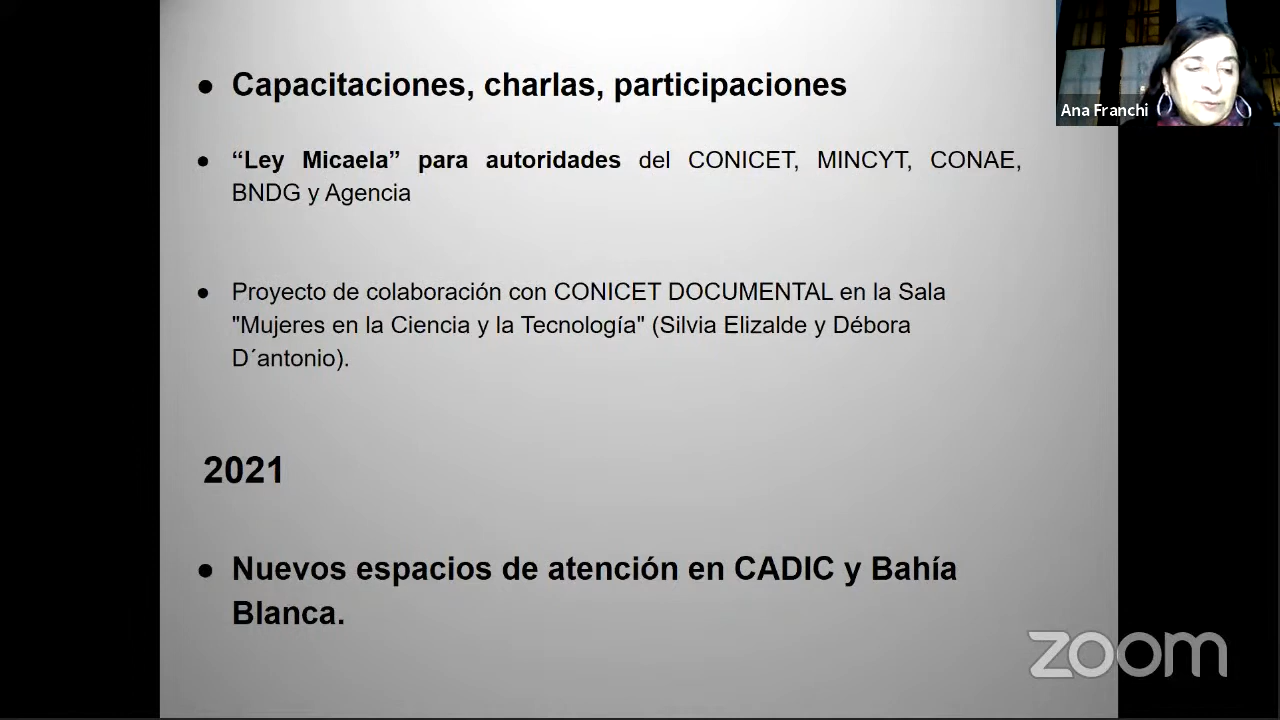 ● Capacitaciones, charlas, participaciones
Ana Franchi
● “Ley Micaela” para autoridades del CONICET, MINCYT, CONAE,
BNDG y Agencia
● Proyecto de colaboración con CONICET DOCUMENTAL en la Sala
"Mujeres en la Ciencia y la Tecnología" (Silvia Elizalde y Débora
D´antonio).
2021
● Nuevos espacios de atención en CADIC y Bahía
Blanca.
zoom